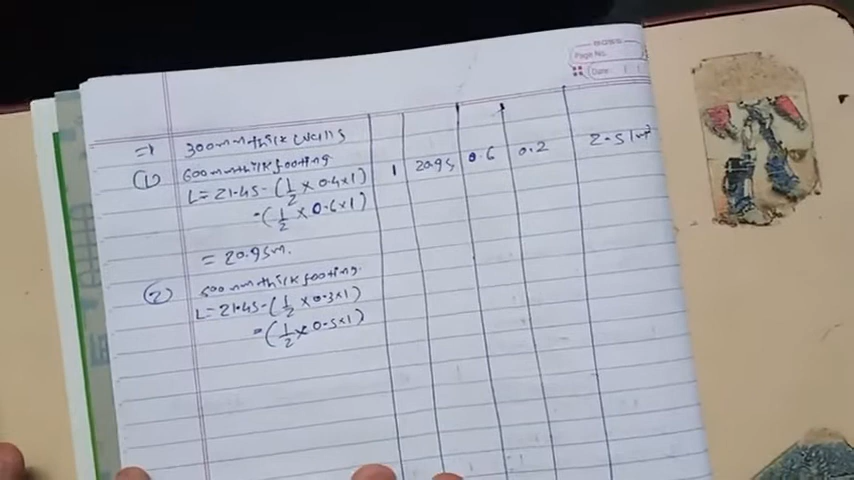 Page No.
Date
⇒ 300mm thick walls
① 600mm thick footing 1 20.95 0.6 0.2 2.51m³
L = 21.45 - (1/2 × 0.4 × 1)
- (1/2 × 0.6 × 1)
= 20.95m.
② 500mm thick footing.
L = 21.45 - (1/2 × 0.3 × 1)
- (1/2 × 0.5 × 1)